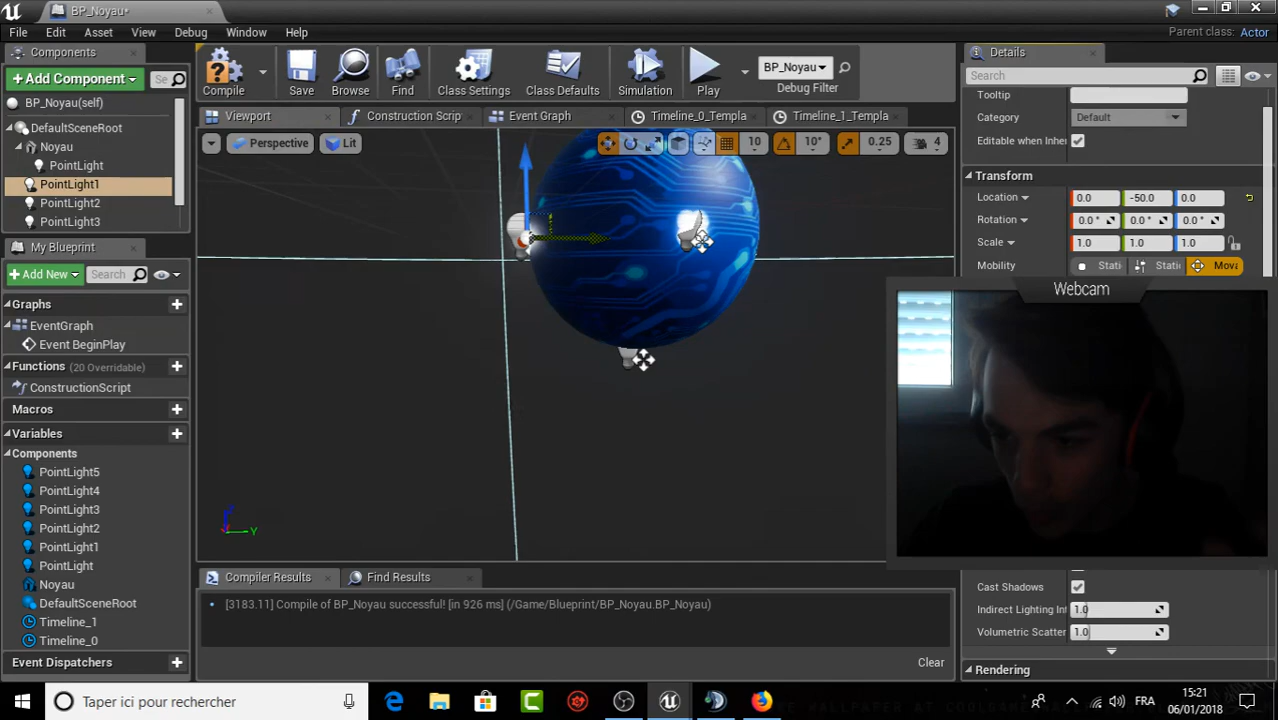 BP_Noyau*
File Edit Asset View Debug Window Help
Parent class: Actor
Components
+Add Component
Se
BP_Noyau(self)
DefaultSceneRoot
Noyau
PointLight
PointLight1
PointLight2
PointLight3
My Blueprint
+Add New
Search
Graphs
EventGraph
Event BeginPlay
Functions (20 Overridable)
ConstructionScript
Macros
Variables
Components
PointLight5
PointLight4
PointLight3
PointLight2
PointLight1
PointLight
Noyau
DefaultSceneRoot
Timeline_1
Timeline_0
Event Dispatchers
Compile Save Browse Find Class Settings Class Defaults Simulation Play
BP_Noyau
Debug Filter
Viewport Construction Scrip Event Graph Timeline_0_Templa Timeline_1_Templa
Perspective Lit
10 10° 0.25 4
Z
Y
Compiler Results Find Results
[3183.11] Compile of BP_Noyau successful! [in 926 ms] (/Game/Blueprint/BP_Noyau.BP_Noyau)
Clear
Details
Search
Tooltip
Category Default
Editable when Inher
Transform
Location 0.0 -50.0 0.0
Rotation 0.0 ° 0.0 ° 0.0 °
Scale 1.0 1.0 1.0
Mobility Stati Stati Mova
Webcam
Cast Shadows
Indirect Lighting Int 1.0
Volumetric Scatter 1.0
Rendering
Taper ici pour rechercher
FRA
15:21
06/01/2018